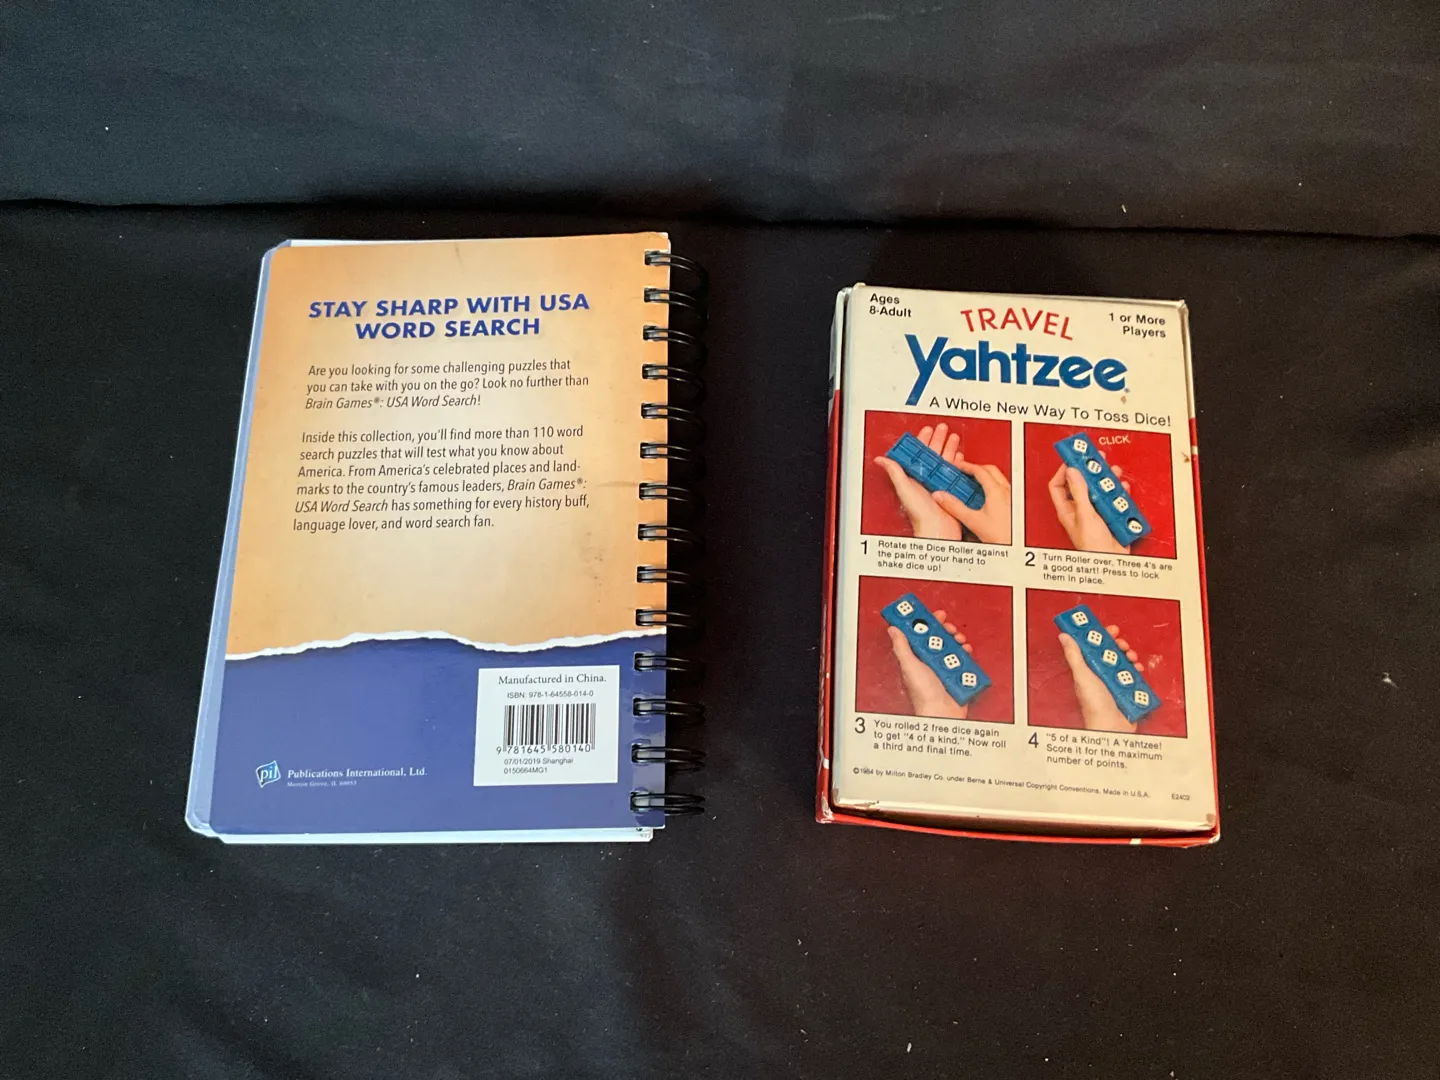 STAY SHARP WITH USA
WORD SEARCH
Are you looking for some challenging puzzles that
you can take with you on the go? Look no further than
Brain Games®: USA Word Search!
Inside this collection, you'll find more than 110 word
search puzzles that will test what you know about
America. From America's celebrated places and land-
marks to the country's famous leaders, Brain Games®:
USA Word Search has something for every history buff,
language lover, and word search fan.
Manufactured in China.
ISBN: 978-1-64558-014-0
9 781645 580140
07/01/2019 Shanghai
0150664MG1
pil
Publications International, Ltd.
Morton Grove, IL 60053
Ages
8-Adult
TRAVEL
1 or More
Players
Yahtzee®
A Whole New Way To Toss Dice!
CLICK
1 Rotate the Dice Roller against
the palm of your hand to
shake dice up!
2 Turn Roller over. Three 4's are
a good start! Press to lock
them in place.
3 You rolled 2 free dice again
to get "4 of a kind." Now roll
a third and final time.
4 "5 of a Kind"! A Yahtzee!
Score it for the maximum
number of points.
©1984 by Milton Bradley Co. under Berne & Universal Copyright Conventions. Made in U.S.A.
E2402